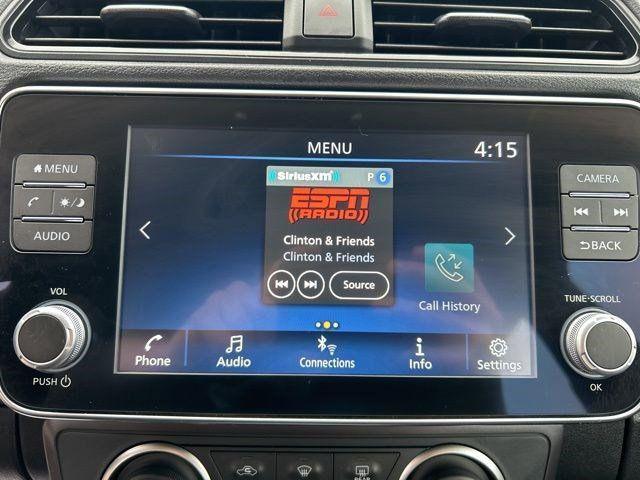 MENU
4:15
MENU
AUDIO
VOL
PUSH
SiriusXM
P 6
ESPN
RADIO
Clinton & Friends
Clinton & Friends
Source
Call History
Phone
Audio
Connections
Info
Settings
CAMERA
BACK
TUNE·SCROLL
OK
REAR